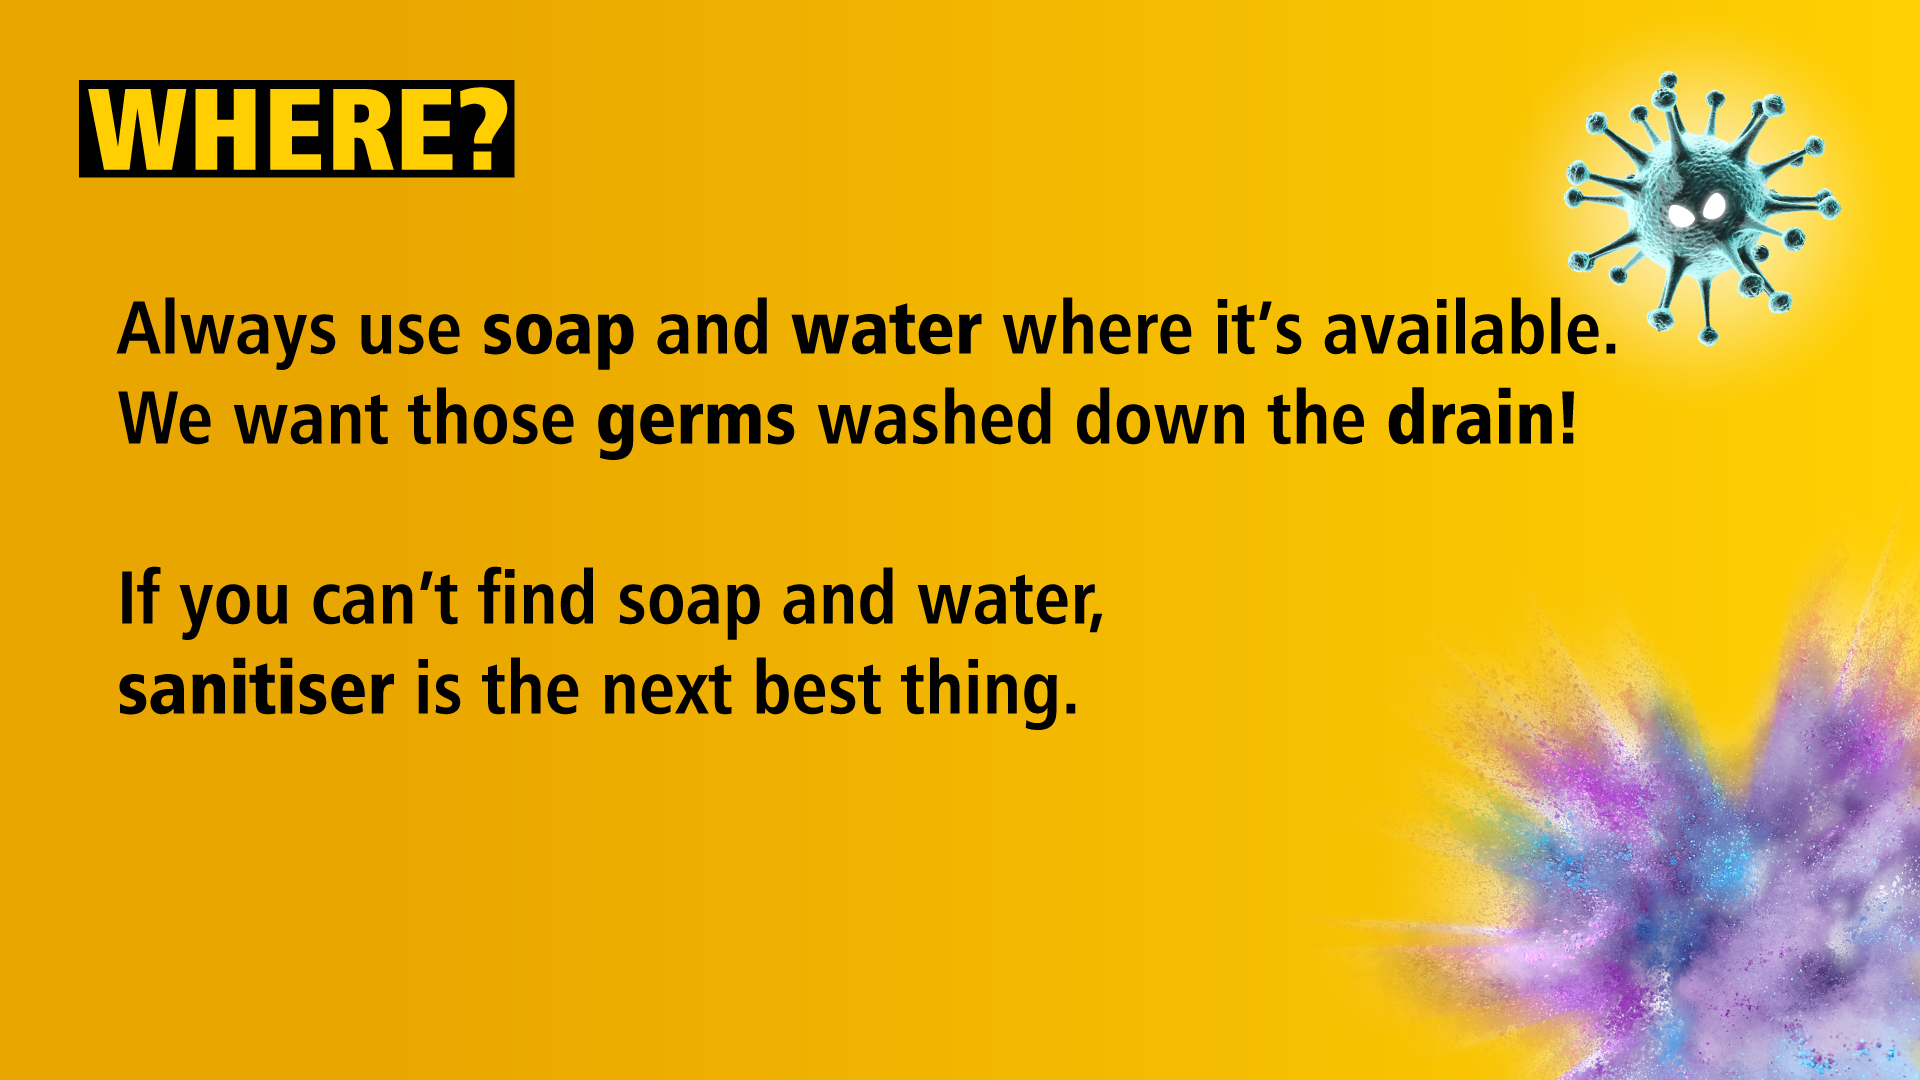 WHERE?
Always use soap and water where it’s available.
We want those germs washed down the drain!
If you can’t find soap and water,
sanitiser is the next best thing.